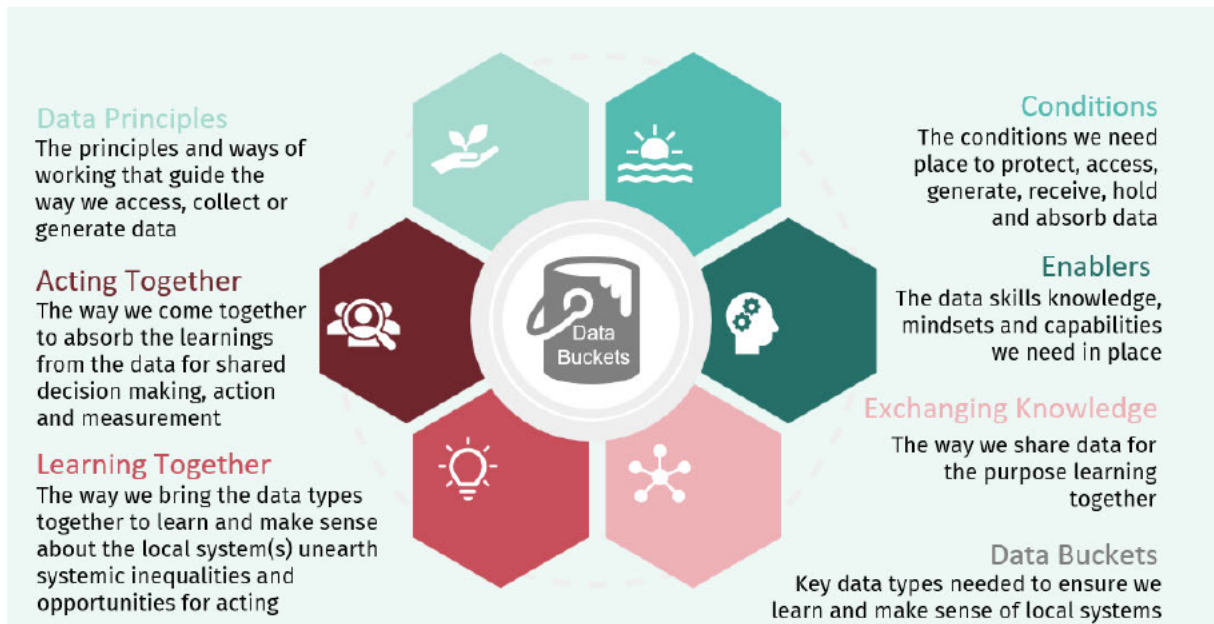 Data Principles
The principles and ways of
working that guide the
way we access, collect or
generate data
Acting Together
The way we come together
to absorb the learnings
from the data for shared
decision making, action
and measurement
Learning Together
The way we bring the data types
together to learn and make sense
about the local system(s) unearth
systemic inequalities and
opportunities for acting
Data
Buckets
Conditions
The conditions we need
place to protect, access,
generate, receive, hold
and absorb data
Enablers
The data skills knowledge,
mindsets and capabilities
we need in place
Exchanging Knowledge
The way we share data for
the purpose learning
together
Data Buckets
Key data types needed to ensure we
learn and make sense of local systems